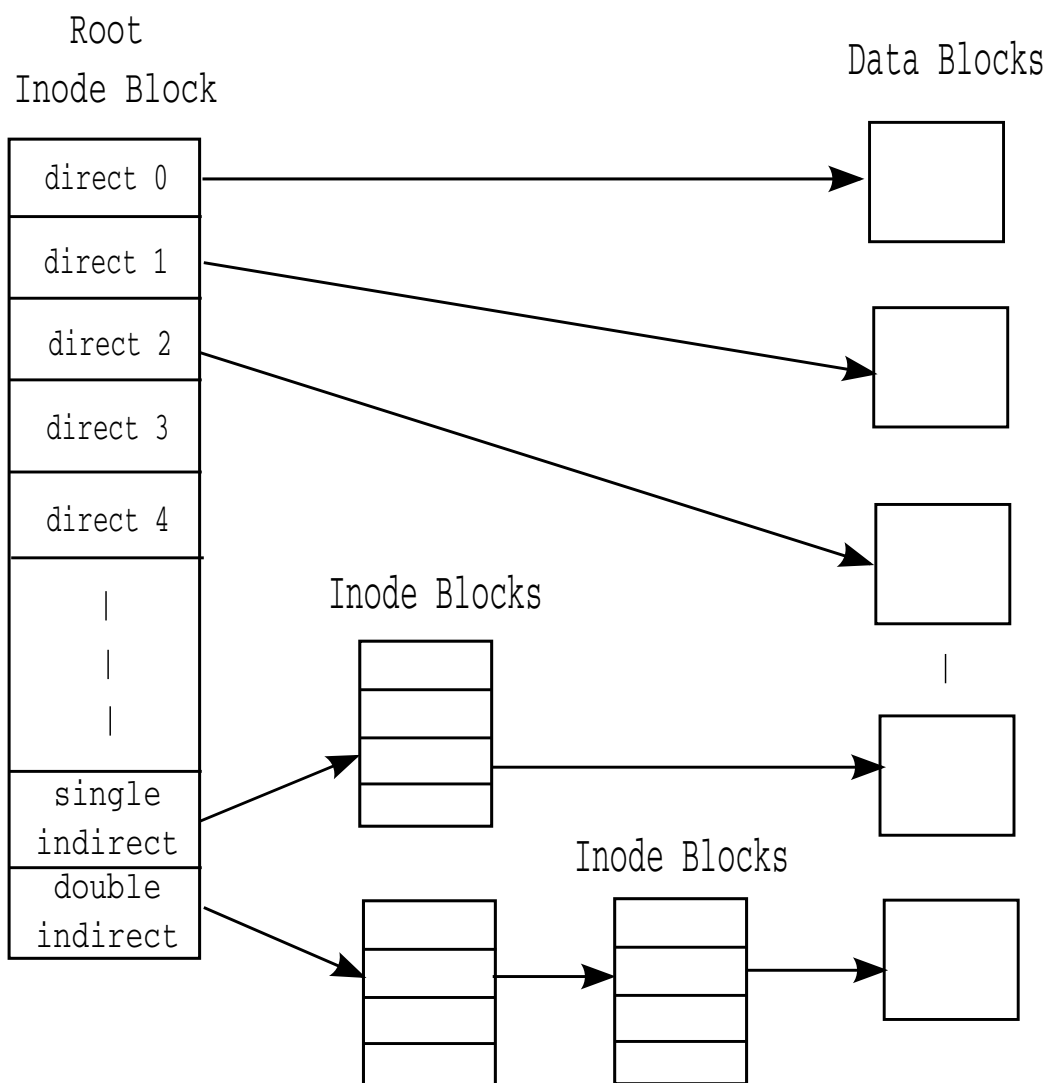 Root
Inode Block
Data Blocks
direct 0
direct 1
direct 2
direct 3
direct 4
|
|
|
Inode Blocks
|
single
indirect
Inode Blocks
double
indirect